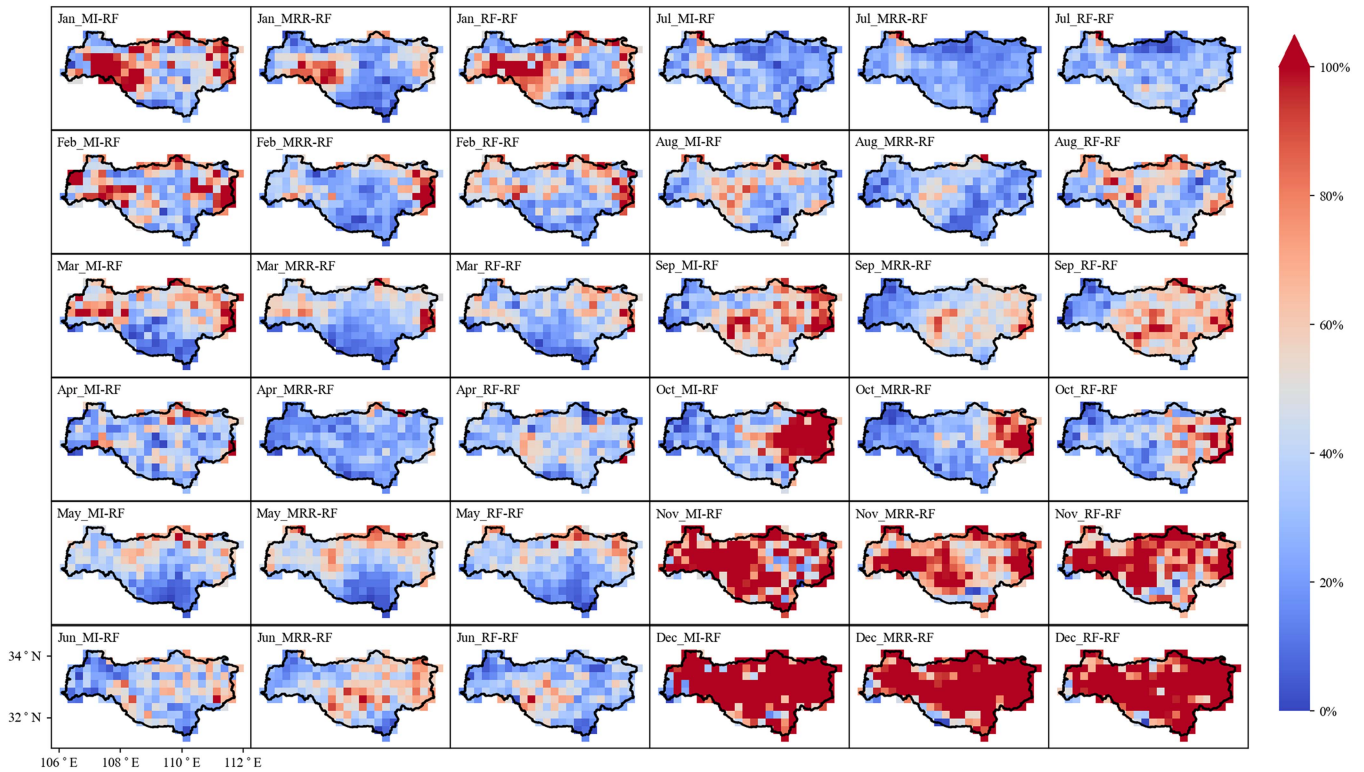 Jan_MI-RF
Jan_MRR-RF
Jan_RF-RF
Jul_MI-RF
Jul_MRR-RF
Jul_RF-RF
100%
Feb_MI-RF
Feb_MRR-RF
Feb_RF-RF
Aug_MI-RF
Aug_MRR-RF
Aug_RF-RF
80%
Mar_MI-RF
Mar_MRR-RF
Mar_RF-RF
Sep_MI-RF
Sep_MRR-RF
Sep_RF-RF
60%
Apr_MI-RF
Apr_MRR-RF
Apr_RF-RF
Oct_MI-RF
Oct_MRR-RF
Oct_RF-RF
40%
May_MI-RF
May_MRR-RF
May_RF-RF
Nov_MI-RF
Nov_MRR-RF
Nov_RF-RF
20%
Jun_MI-RF
Jun_MRR-RF
Jun_RF-RF
Dec_MI-RF
Dec_MRR-RF
Dec_RF-RF
34°N
32°N
0%
106°E 108°E 110°E 112°E